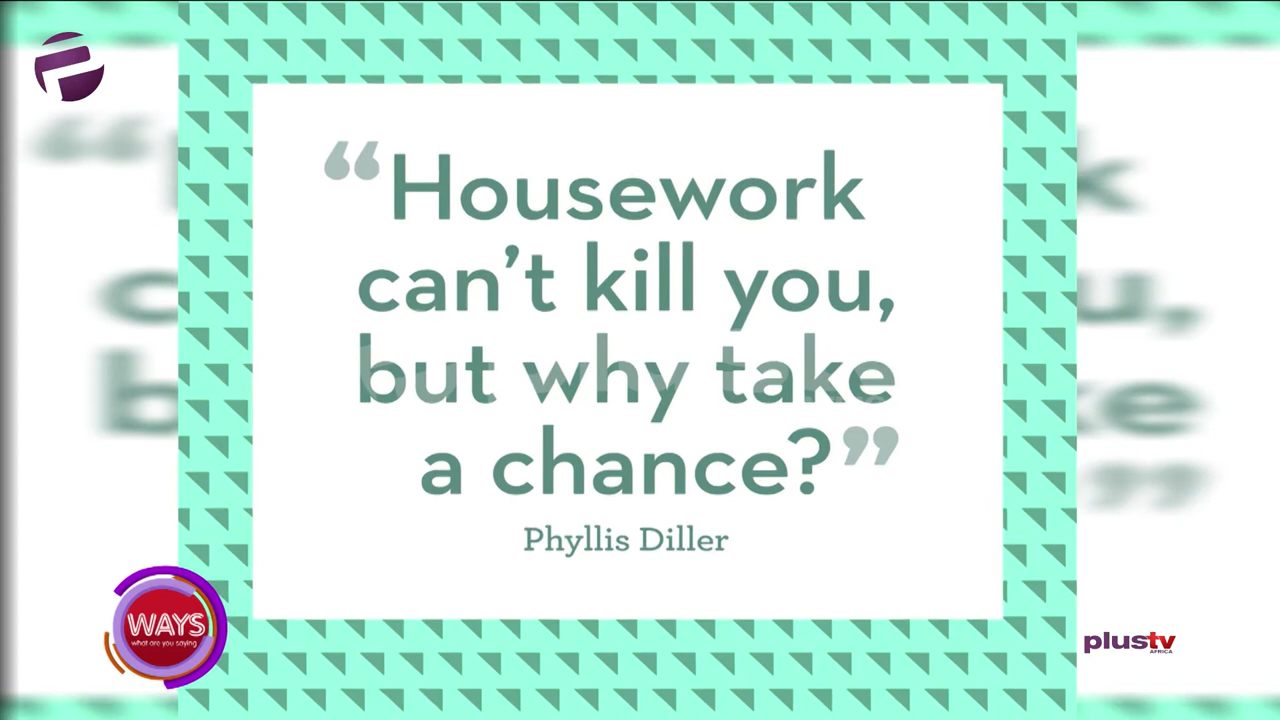 “Housework
can’t kill you,
but why take
a chance?”
Phyllis Diller
WAYS
what are you saying
plustv
AFRICA